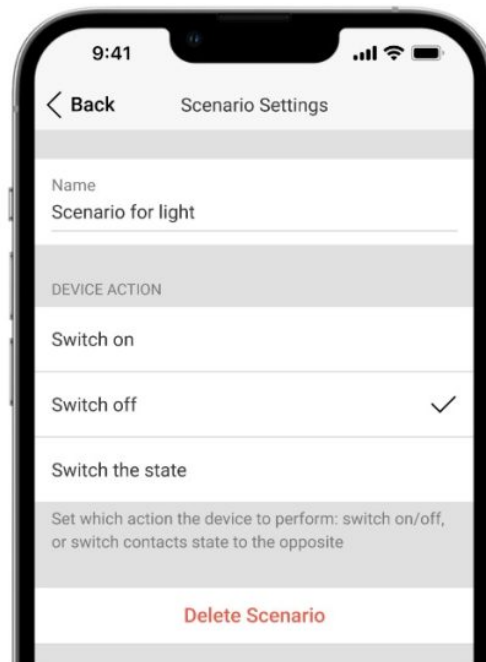 9:41
Back
Scenario Settings
Name
Scenario for light
DEVICE ACTION
Switch on
Switch off
Switch the state
Set which action the device to perform: switch on/off,
or switch contacts state to the opposite
Delete Scenario